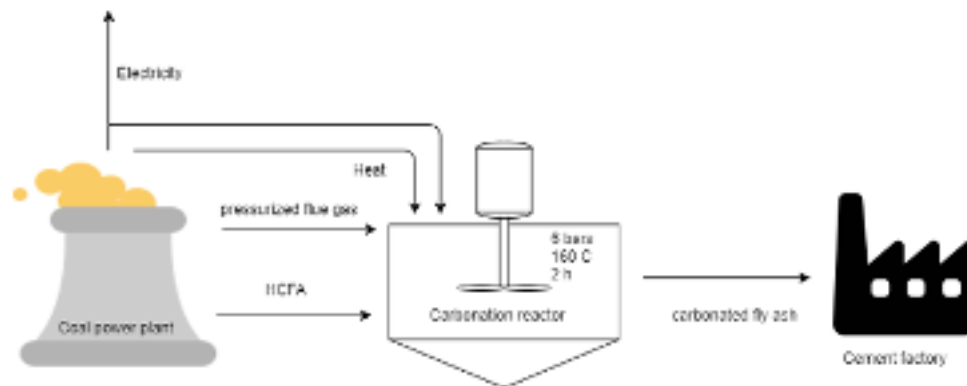 Electricity
Heat
pressurized flue gas
6 bars
160 C
2 h
HCFA
Carbonation reactor
Coal power plant
carbonated fly ash
Cement factory